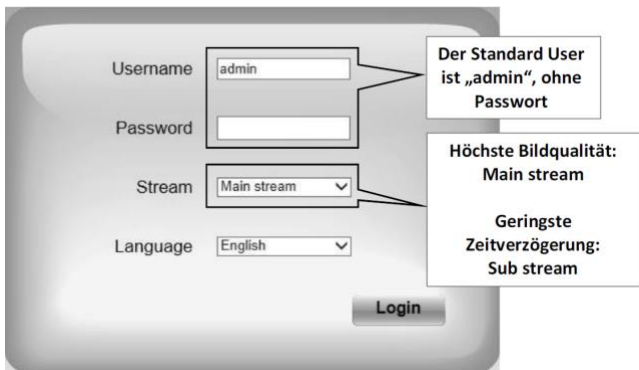 Username
admin
Password
Stream
Main stream
Language
English
Login
Der Standard User
ist „admin“, ohne
Passwort
Höchste Bildqualität:
Main stream
Geringste
Zeitverzögerung:
Sub stream